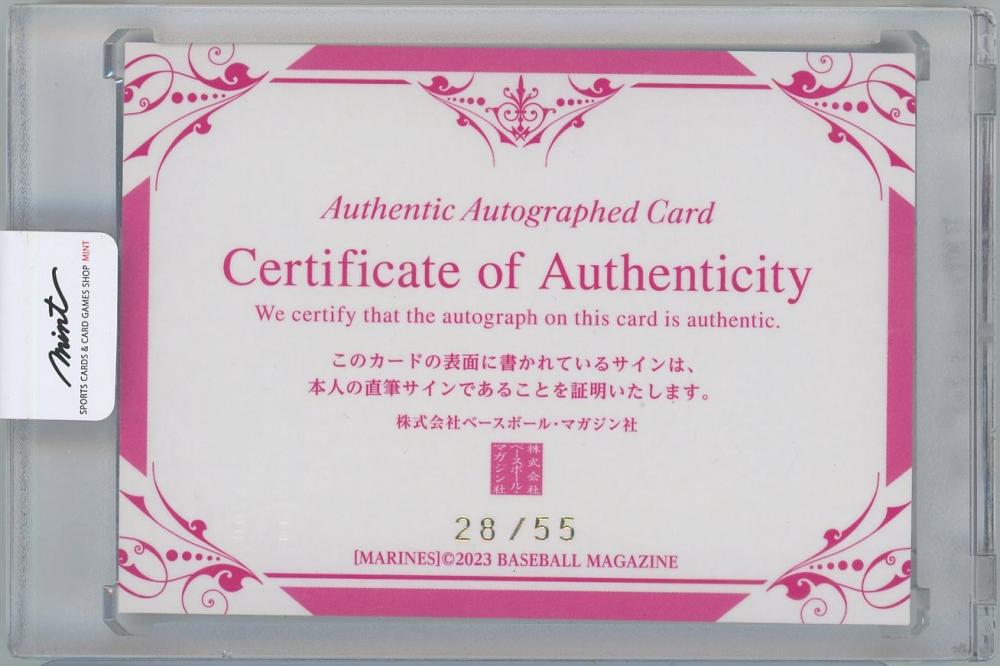 Authentic Autographed Card
Certificate of Authenticity
We certify that the autograph on this card is authentic.
このカードの表面に書かれているサインは、
本人の直筆サインであることを証明いたします。
株式会社ベースボール・マガジン社
株式会社
ベースボール・
マガジン社
28/55
[MARINES]©2023 BASEBALL MAGAZINE
mint
SPORTS CARDS & CARD GAMES SHOP MINT